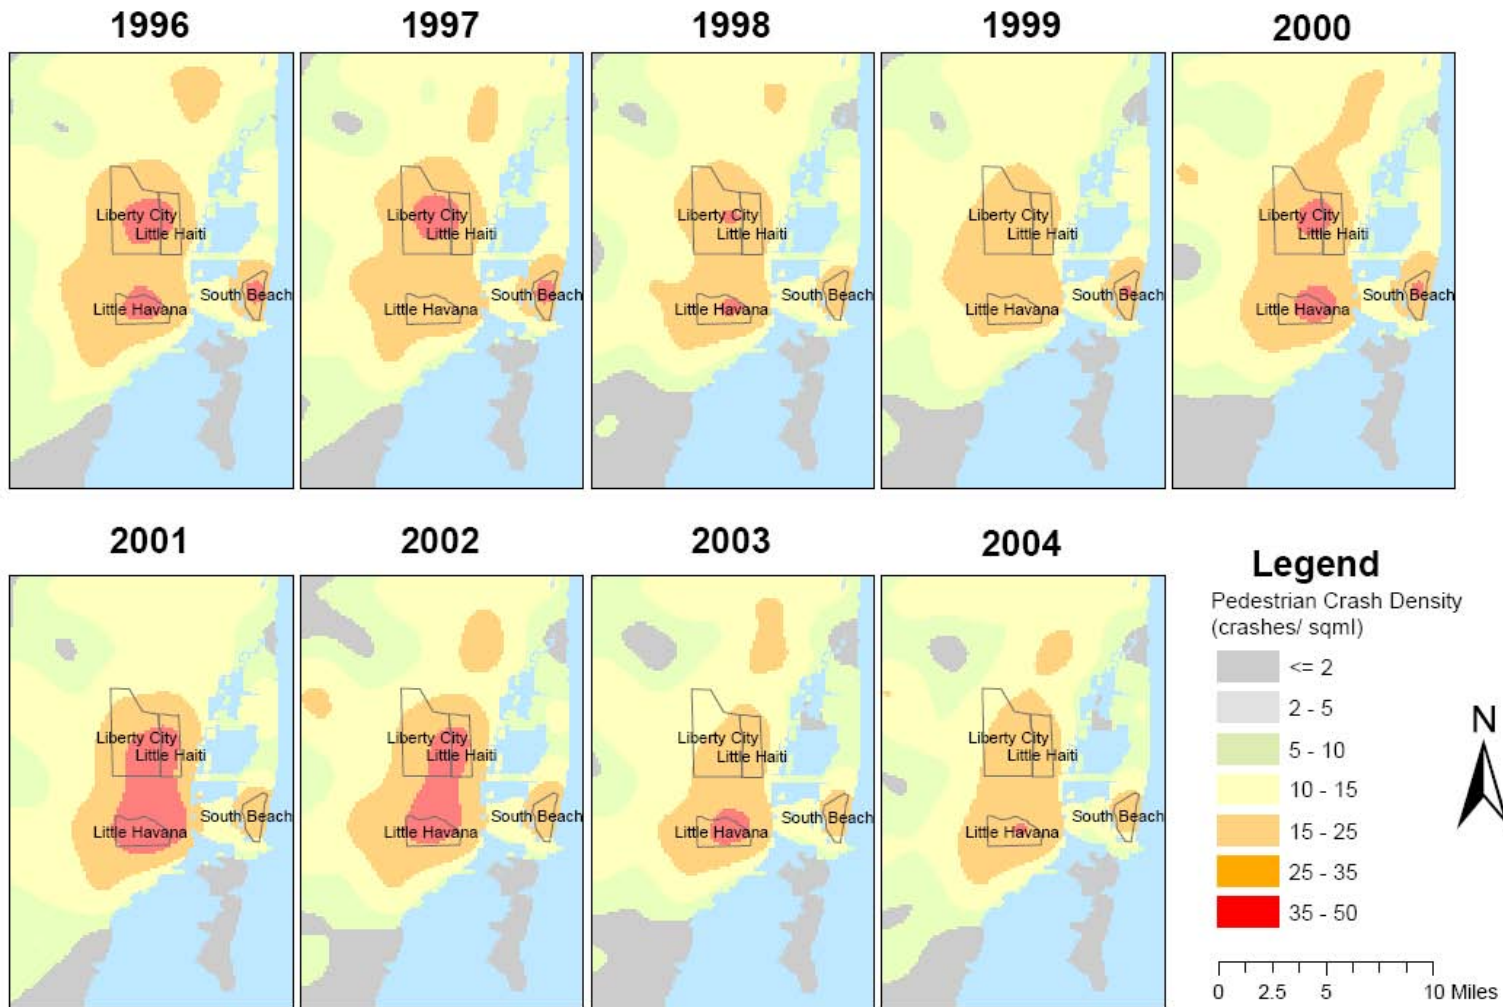 1996
1997
1998
1999
2000
Liberty City
Little Haiti
South Beach
Little Havana
Liberty City
Little Haiti
South Beach
Little Havana
Liberty City
Little Haiti
South Beach
Little Havana
Liberty City
Little Haiti
South Beach
Little Havana
Liberty City
Little Haiti
South Beach
Little Havana
2001
2002
2003
2004
Liberty City
Little Haiti
South Beach
Little Havana
Liberty City
Little Haiti
South Beach
Little Havana
Liberty City
Little Haiti
South Beach
Little Havana
Liberty City
Little Haiti
South Beach
Little Havana
Legend
Pedestrian Crash Density
(crashes/ sqml)
<= 2
2 - 5
5 - 10
10 - 15
15 - 25
25 - 35
35 - 50
N
0 2.5 5 10 Miles